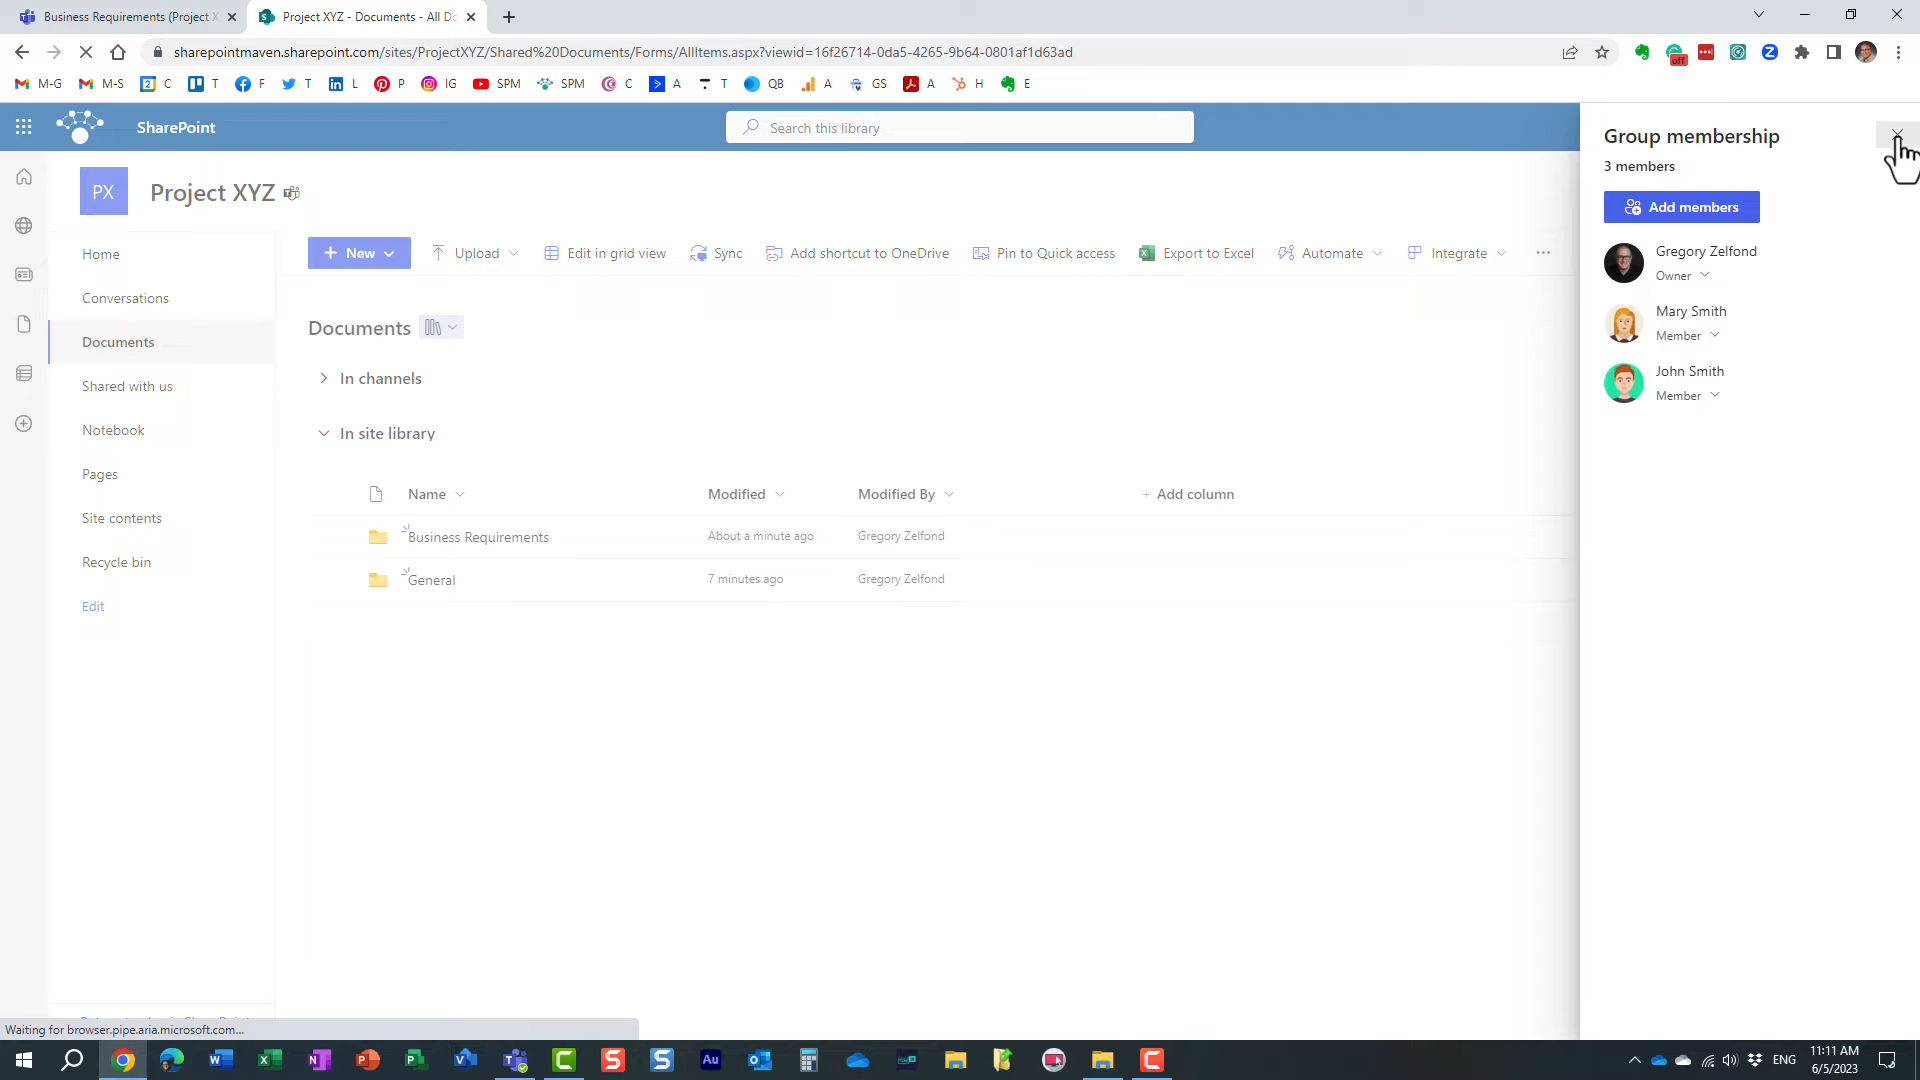 Business Requirements (Project X
Project XYZ - Documents - All Do
sharepointmaven.sharepoint.com/sites/ProjectXYZ/Shared%20Documents/Forms/AllItems.aspx?viewid=16f26714-0da5-4265-9b64-0801af1d63ad
off
M-G M-S C T F T L P IG SPM SPM C A T QB A GS A H E
SharePoint
Search this library
PX
Project XYZ
Home
Conversations
Documents
Shared with us
Notebook
Pages
Site contents
Recycle bin
Edit
New Upload Edit in grid view Sync Add shortcut to OneDrive Pin to Quick access Export to Excel Automate Integrate
Documents
In channels
In site library
Name Modified Modified By + Add column
Business Requirements About a minute ago Gregory Zelfond
General 7 minutes ago Gregory Zelfond
Group membership
3 members
Add members
Gregory Zelfond
Owner
Mary Smith
Member
John Smith
Member
Waiting for browser.pipe.aria.microsoft.com...
ENG
11:11 AM
6/5/2023